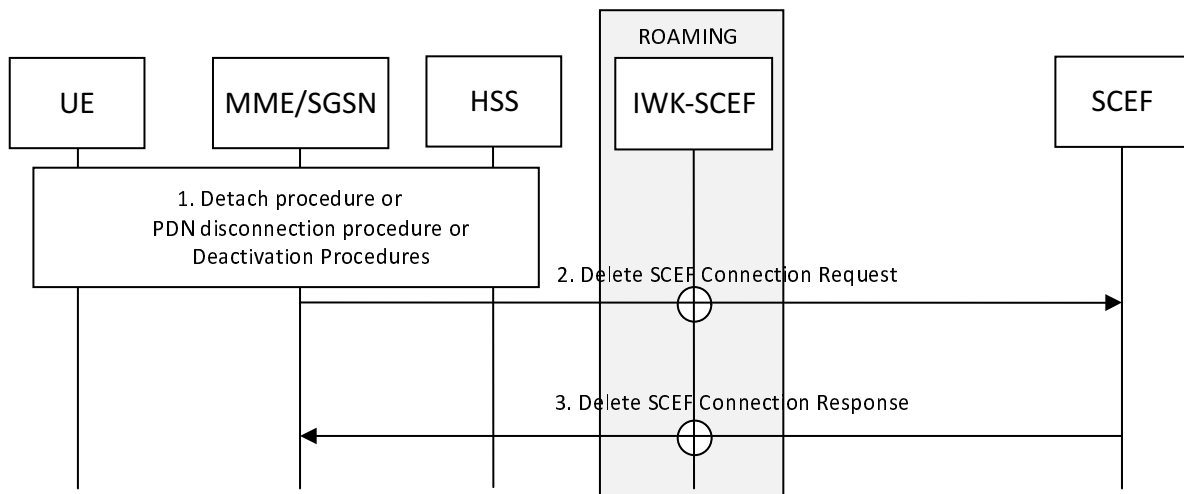 ROAMING
UE
MME/SGSN
HSS
IWK-SCEF
SCEF
1. Detach procedure or
PDN disconnection procedure or
Deactivation Procedures
2. Delete SCEF Connection Request
3. Delete SCEF Connection Response